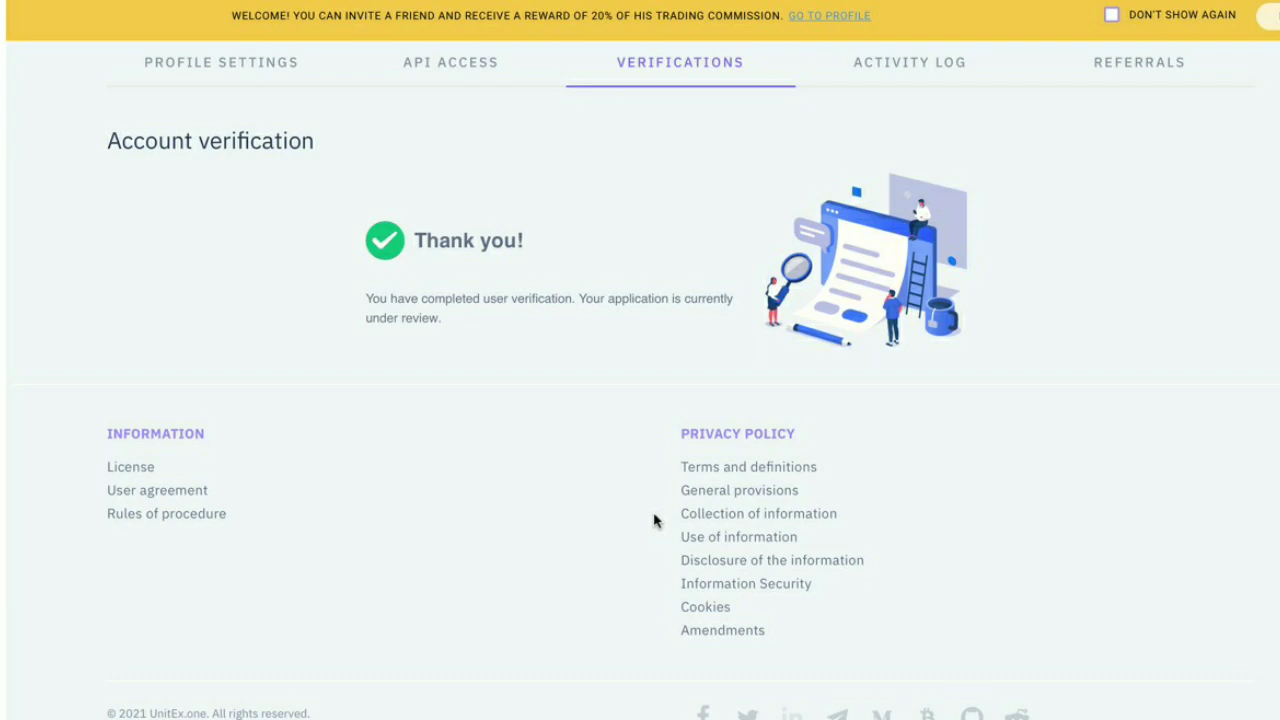 WELCOME! YOU CAN INVITE A FRIEND AND RECEIVE A REWARD OF 20% OF HIS TRADING COMMISSION. GO TO PROFILE DON'T SHOW AGAIN
PROFILE SETTINGS API ACCESS VERIFICATIONS ACTIVITY LOG REFERRALS
Account verification
Thank you!
You have completed user verification. Your application is currently
under review.
INFORMATION
License
User agreement
Rules of procedure
PRIVACY POLICY
Terms and definitions
General provisions
Collection of information
Use of information
Disclosure of the information
Information Security
Cookies
Amendments
© 2021 UnitEx.one. All rights reserved.